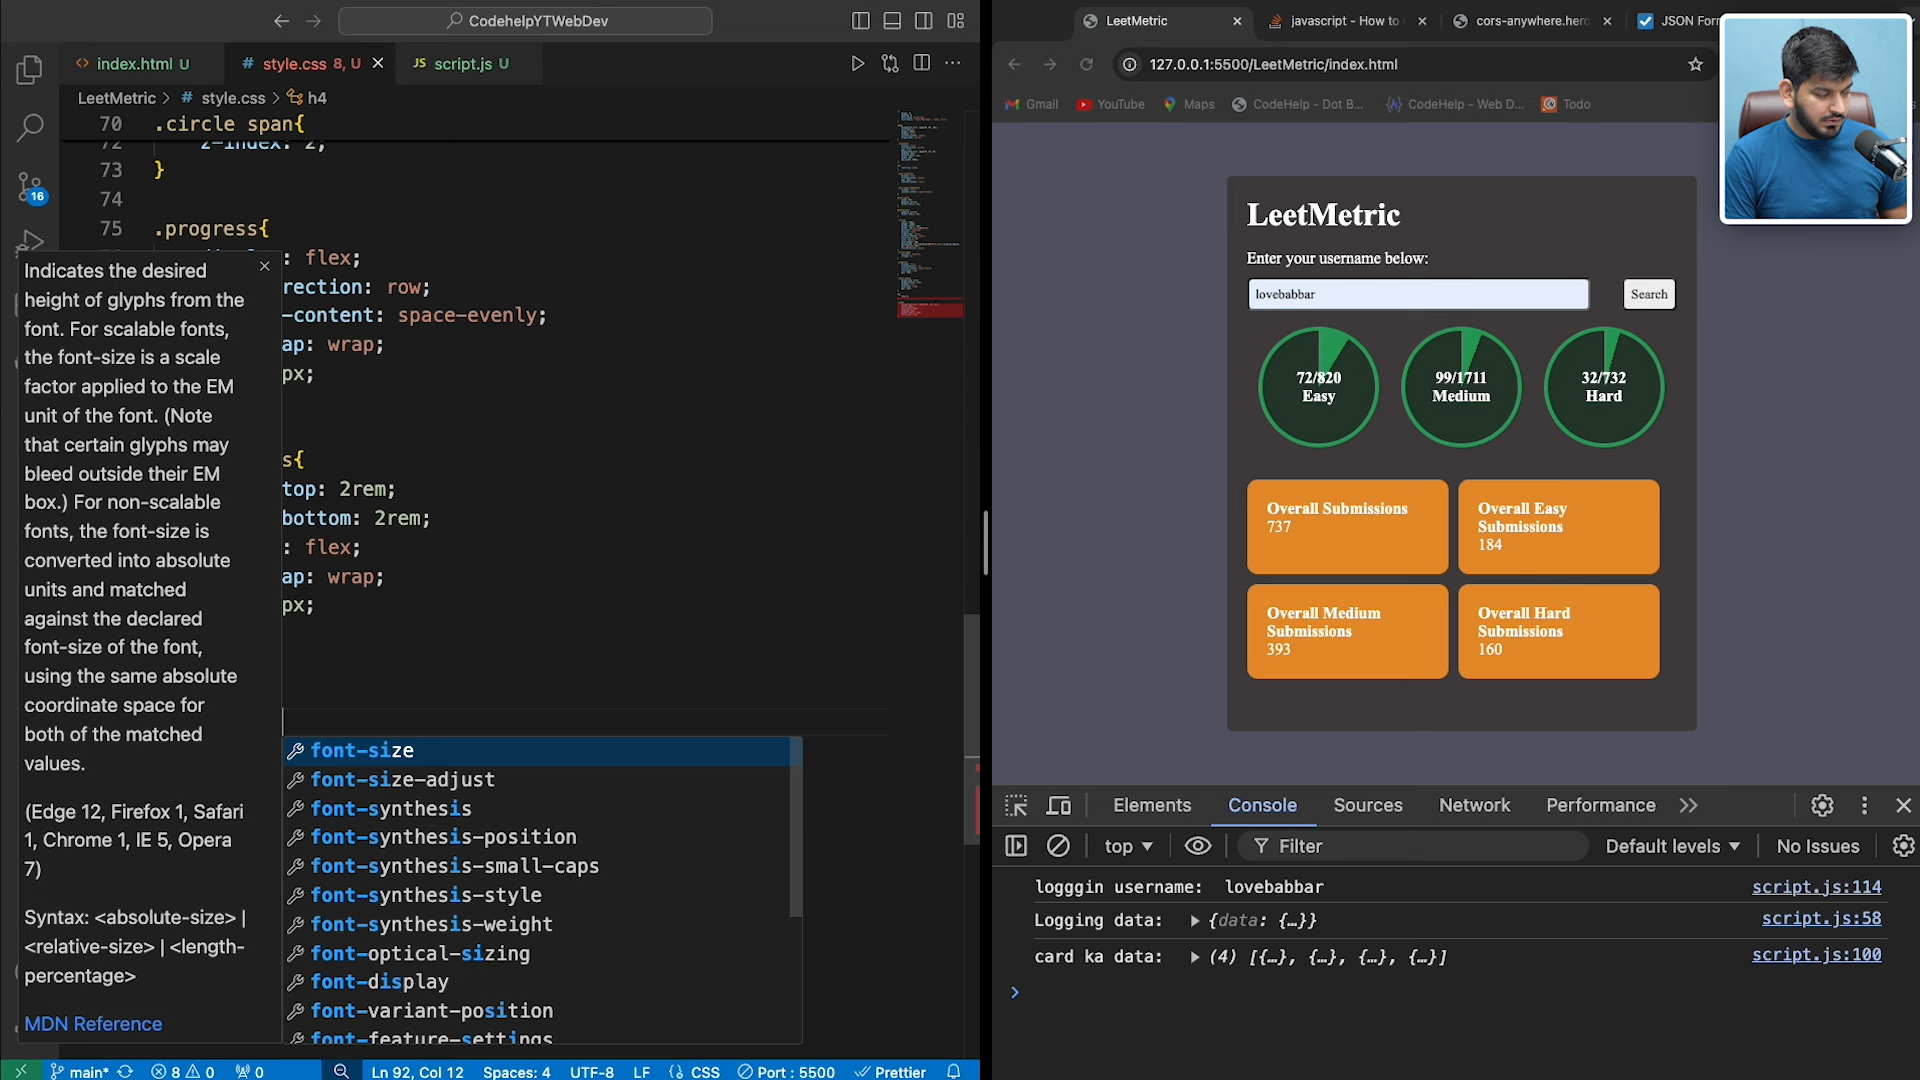 CodehelpYTWebDev
index.html U
# style.css 8, U
JS script.js U
LeetMetric > # style.css > h4
70 .circle span{
72 z-index: 2;
73 }
74
75 .progress{
: flex;
rection: row;
-content: space-evenly;
ap: wrap;
px;
s{
top: 2rem;
bottom: 2rem;
: flex;
ap: wrap;
px;
16
Indicates the desired
height of glyphs from the
font. For scalable fonts,
the font-size is a scale
factor applied to the EM
unit of the font. (Note
that certain glyphs may
bleed outside their EM
box.) For non-scalable
fonts, the font-size is
converted into absolute
units and matched
against the declared
font-size of the font,
using the same absolute
coordinate space for
both of the matched
values.
(Edge 12, Firefox 1, Safari
1, Chrome 1, IE 5, Opera
7)
Syntax: <absolute-size> |
<relative-size> | <length-
percentage>
MDN Reference
font-size
font-size-adjust
font-synthesis
font-synthesis-position
font-synthesis-small-caps
font-synthesis-style
font-synthesis-weight
font-optical-sizing
font-display
font-variant-position
font-feature-settings
main* 8 0 0 Ln 92, Col 12 Spaces: 4 UTF-8 LF {} CSS Port : 5500 Prettier
LeetMetric
javascript - How to
cors-anywhere.hero
JSON Form
127.0.0.1:5500/LeetMetric/index.html
Gmail YouTube Maps CodeHelp - Dot B... CodeHelp - Web D... Todo
LeetMetric
Enter your username below:
lovebabbar
Search
72/820
Easy
99/1711
Medium
32/732
Hard
Overall Submissions
737
Overall Easy
Submissions
184
Overall Medium
Submissions
393
Overall Hard
Submissions
160
Elements Console Sources Network Performance
top Filter Default levels No Issues
logggin username: lovebabbar script.js:114
Logging data: {data: {…}} script.js:58
card ka data: (4) [{…}, {…}, {…}, {…}] script.js:100